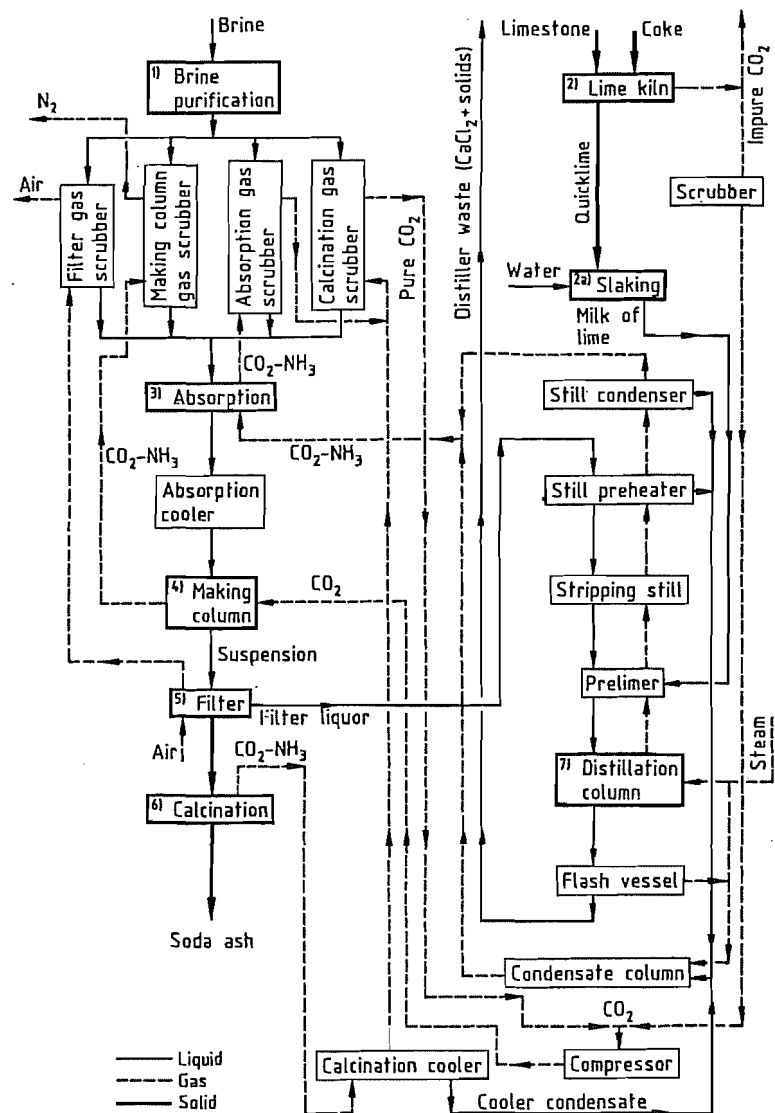 Brine
Limestone
Coke
1) Brine
purification
2) Lime kiln
N2
Impure CO2
Air
Filter gas
scrubber
Making column
gas scrubber
Absorption gas
scrubber
Calcination gas
scrubber
Pure CO2
Distiller waste (CaCl2+solids)
Quicklime
Scrubber
Water
2a) Slaking
Milk of
lime
CO2-NH3
3) Absorption
Still condenser
CO2-NH3
CO2-NH3
Absorption
cooler
Still preheater
4) Making
column
CO2
Stripping still
Suspension
Prelimer
5) Filter
Filter liquor
Air
CO2-NH3
Steam
7) Distillation
column
6) Calcination
Flash vessel
Soda ash
Condensate column
CO2
Liquid
Gas
Solid
Calcination cooler
Compressor
Cooler condensate